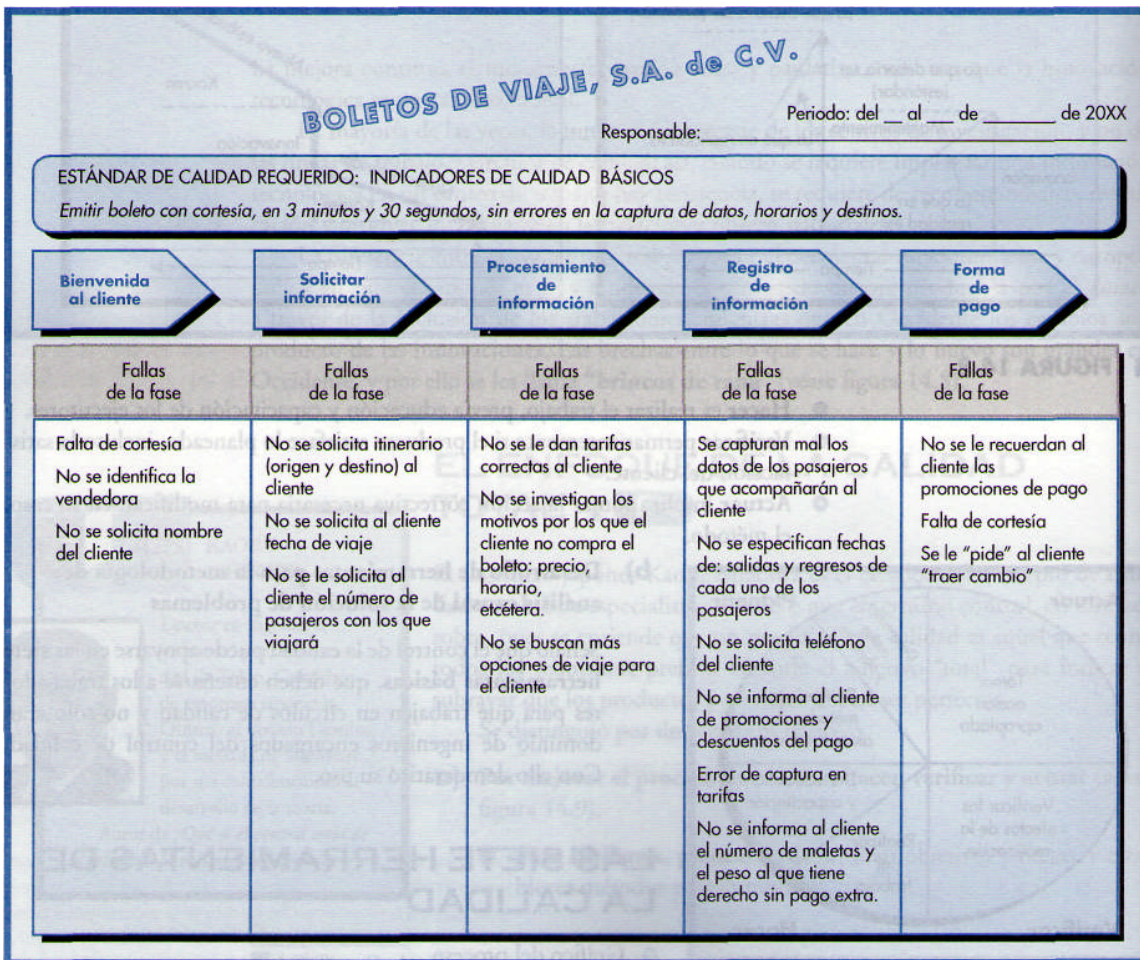 BOLETOS DE VIAJE, S.A. de C.V.
Periodo: del __ al __ de ________ de 20XX
Responsable:
ESTÁNDAR DE CALIDAD REQUERIDO: INDICADORES DE CALIDAD BÁSICOS
Emitir boleto con cortesía, en 3 minutos y 30 segundos, sin errores en la captura de datos, horarios y destinos.
Bienvenida
al cliente
Solicitar
información
Procesamiento
de
información
Registro
de
información
Forma
de
pago
Fallas
de la fase
Fallas
de la fase
Fallas
de la fase
Fallas
de la fase
Fallas
de la fase
Falta de cortesía
No se identifica la
vendedora
No se solicita nombre
del cliente
No se solicita itinerario
(origen y destino) al
cliente
No se solicita al cliente
fecha de viaje
No se le solicita al
cliente el número de
pasajeros con los que
viajará
No se le dan tarifas
correctas al cliente
No se investigan los
motivos por los que el
cliente no compra el
boleto: precio,
horario,
etcétera.
No se buscan más
opciones de viaje para
el cliente
Se captura mal los
datos de los pasajeros
que acompañarán al
cliente
No se especifican fechas
de: salidas y regresos de
cada uno de los
pasajeros
No se solicita teléfono
del cliente
No se informa al cliente
de promociones y
descuentos del pago
Error de captura en
tarifas
No se informa al cliente
el número de maletas y
el peso al que tiene
derecho sin pago extra.
No se le recuerdan al
cliente las
promociones de pago
Falta de cortesía
Se le "pide" al cliente
"traer cambio"